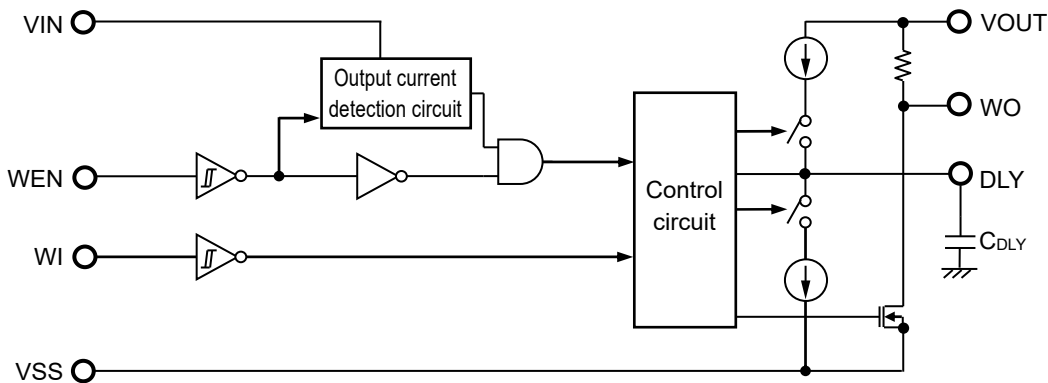 VIN
VOUT
Output current
detection circuit
WO
WEN
DLY
Control
circuit
WI
CDLY
VSS